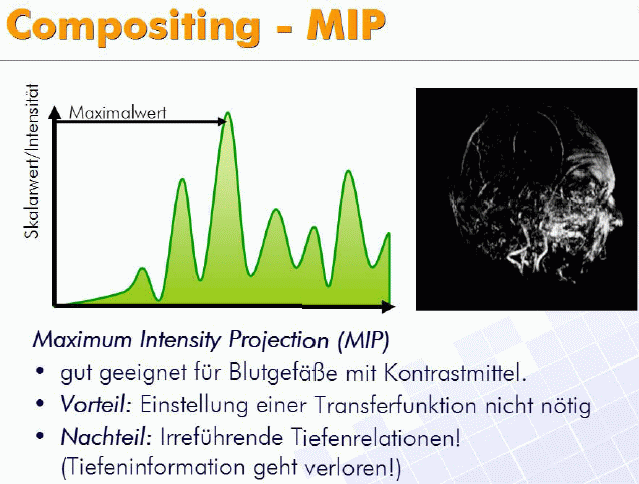 Compositing - MIP
Skalarwert/Intensität
Maximalwert
Maximum Intensity Projection (MIP)
• gut geeignet für Blutgefäße mit Kontrastmittel.
• Vorteil: Einstellung einer Transferfunktion nicht nötig
• Nachteil: Irreführende Tiefenrelationen!
(Tiefeninformation geht verloren!)